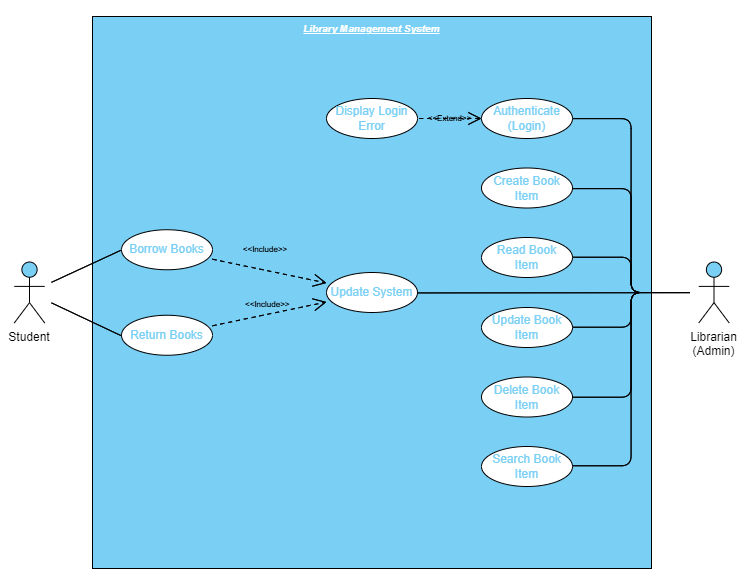 Library Management System
Display Login
Error
<<Extend>>
Authenticate
(Login)
Create Book
Item
Borrow Books
<<Include>>
Read Book
Item
Update System
<<Include>>
Student
Return Books
Update Book
Item
Librarian
(Admin)
Delete Book
Item
Search Book
Item